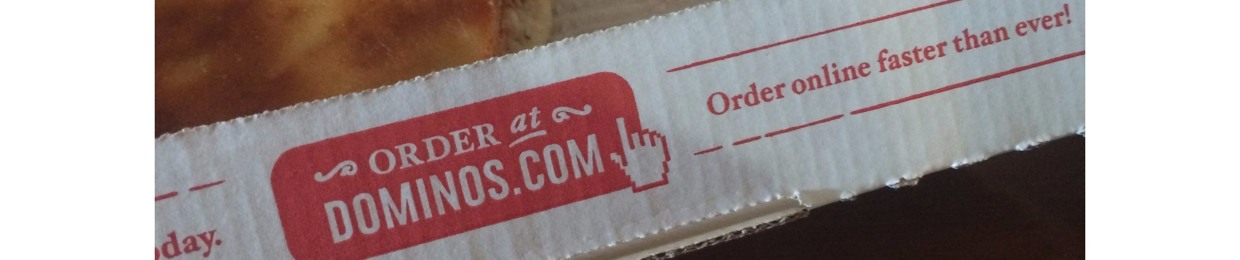 oday.
ORDER at
DOMINOS.COM
Order online faster than ever!